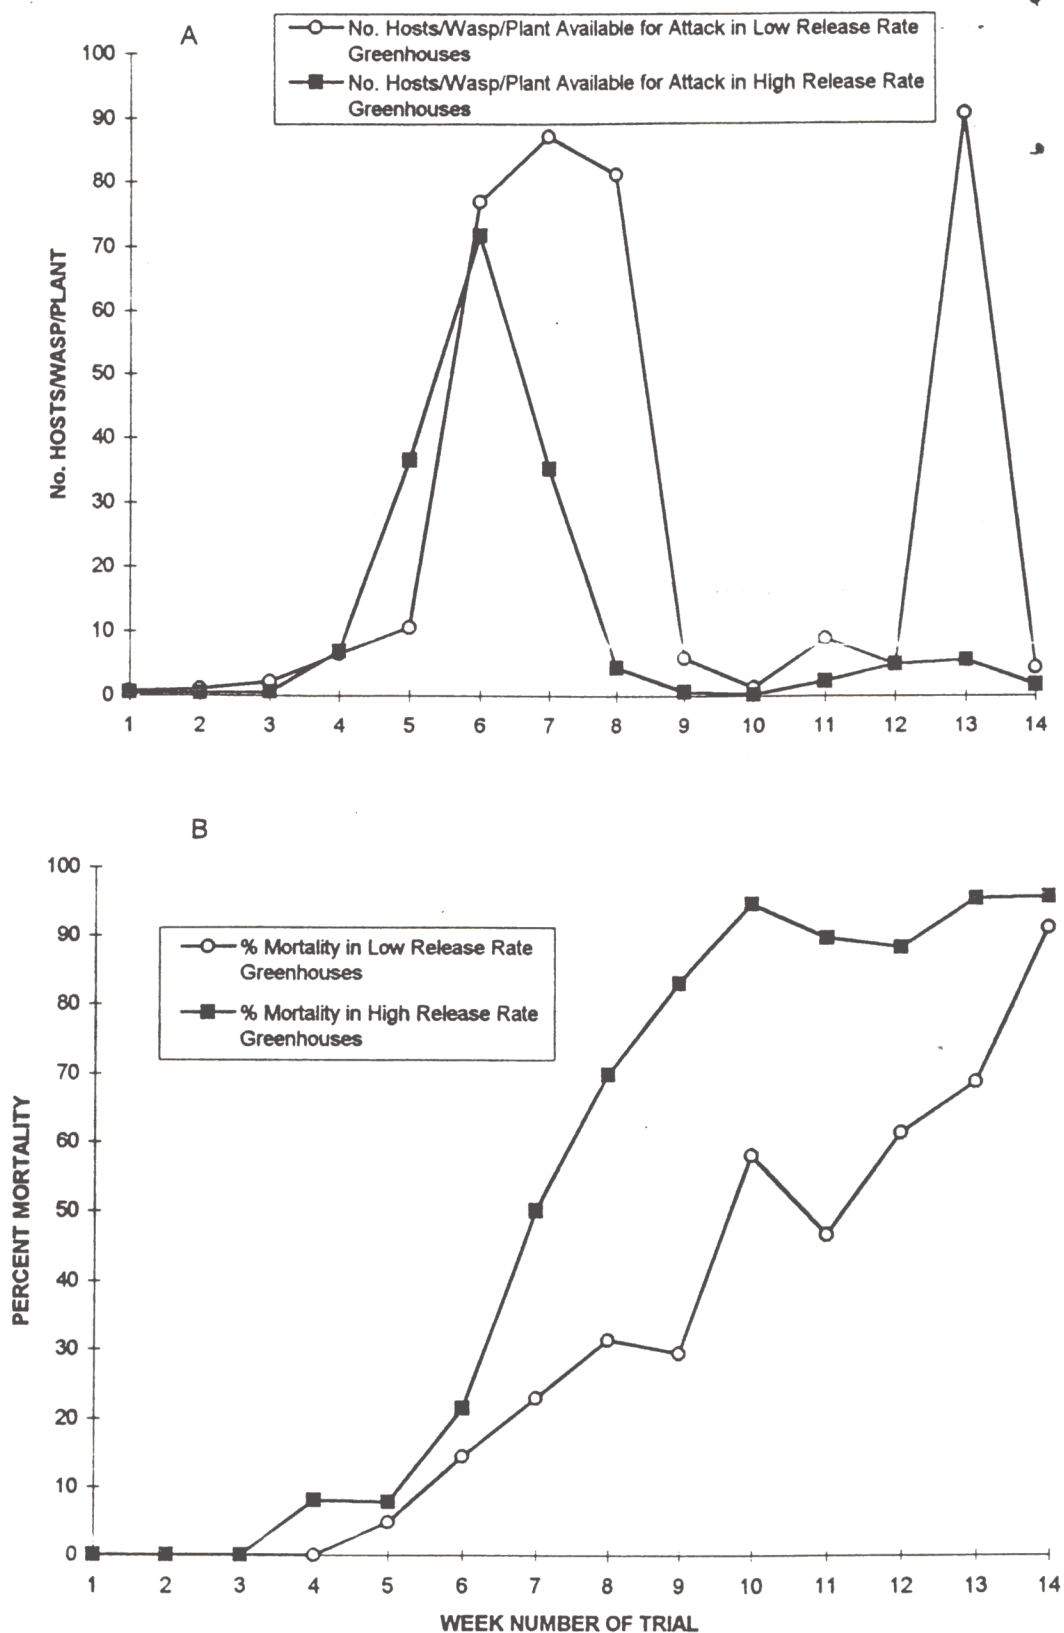 A
No. Hosts/Wasp/Plant Available for Attack in Low Release Rate
Greenhouses
No. Hosts/Wasp/Plant Available for Attack in High Release Rate
Greenhouses
100
90
80
70
60
50
40
30
20
10
0
No. HOSTS/WASP/PLANT
1 2 3 4 5 6 7 8 9 10 11 12 13 14
B
100
90
80
70
60
50
40
30
20
10
0
% Mortality in Low Release Rate
Greenhouses
% Mortality in High Release Rate
Greenhouses
PERCENT MORTALITY
1 2 3 4 5 6 7 8 9 10 11 12 13 14
WEEK NUMBER OF TRIAL